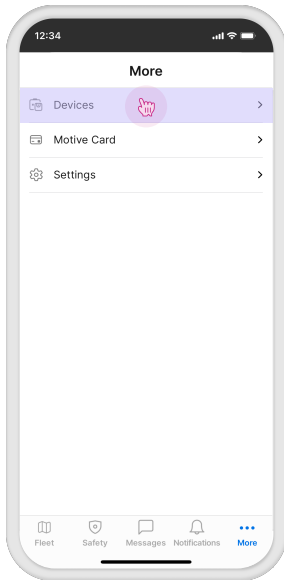 12:34
More
Devices
Motive Card
Settings
Fleet Safety Messages Notifications More